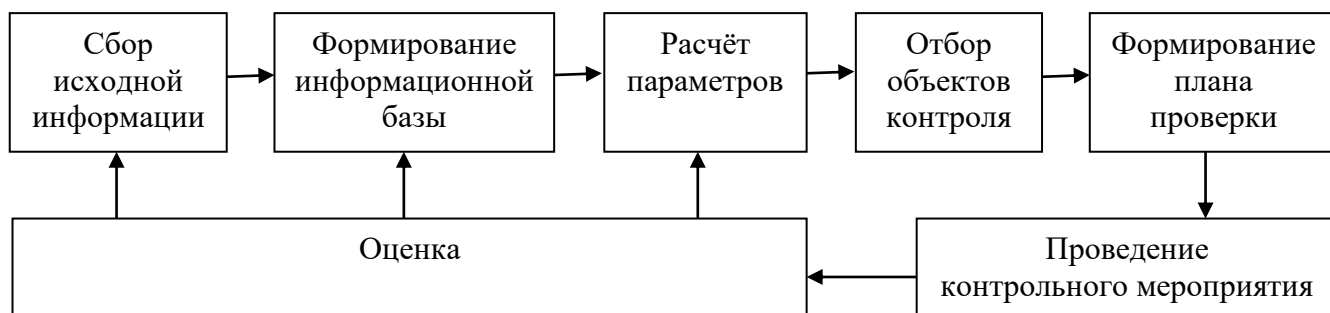 Сбор
исходной
информации
Формирование
информационной
базы
Расчёт
параметров
Отбор
объектов
контроля
Формирование
плана
проверки
Оценка
Проведение
контрольного мероприятия